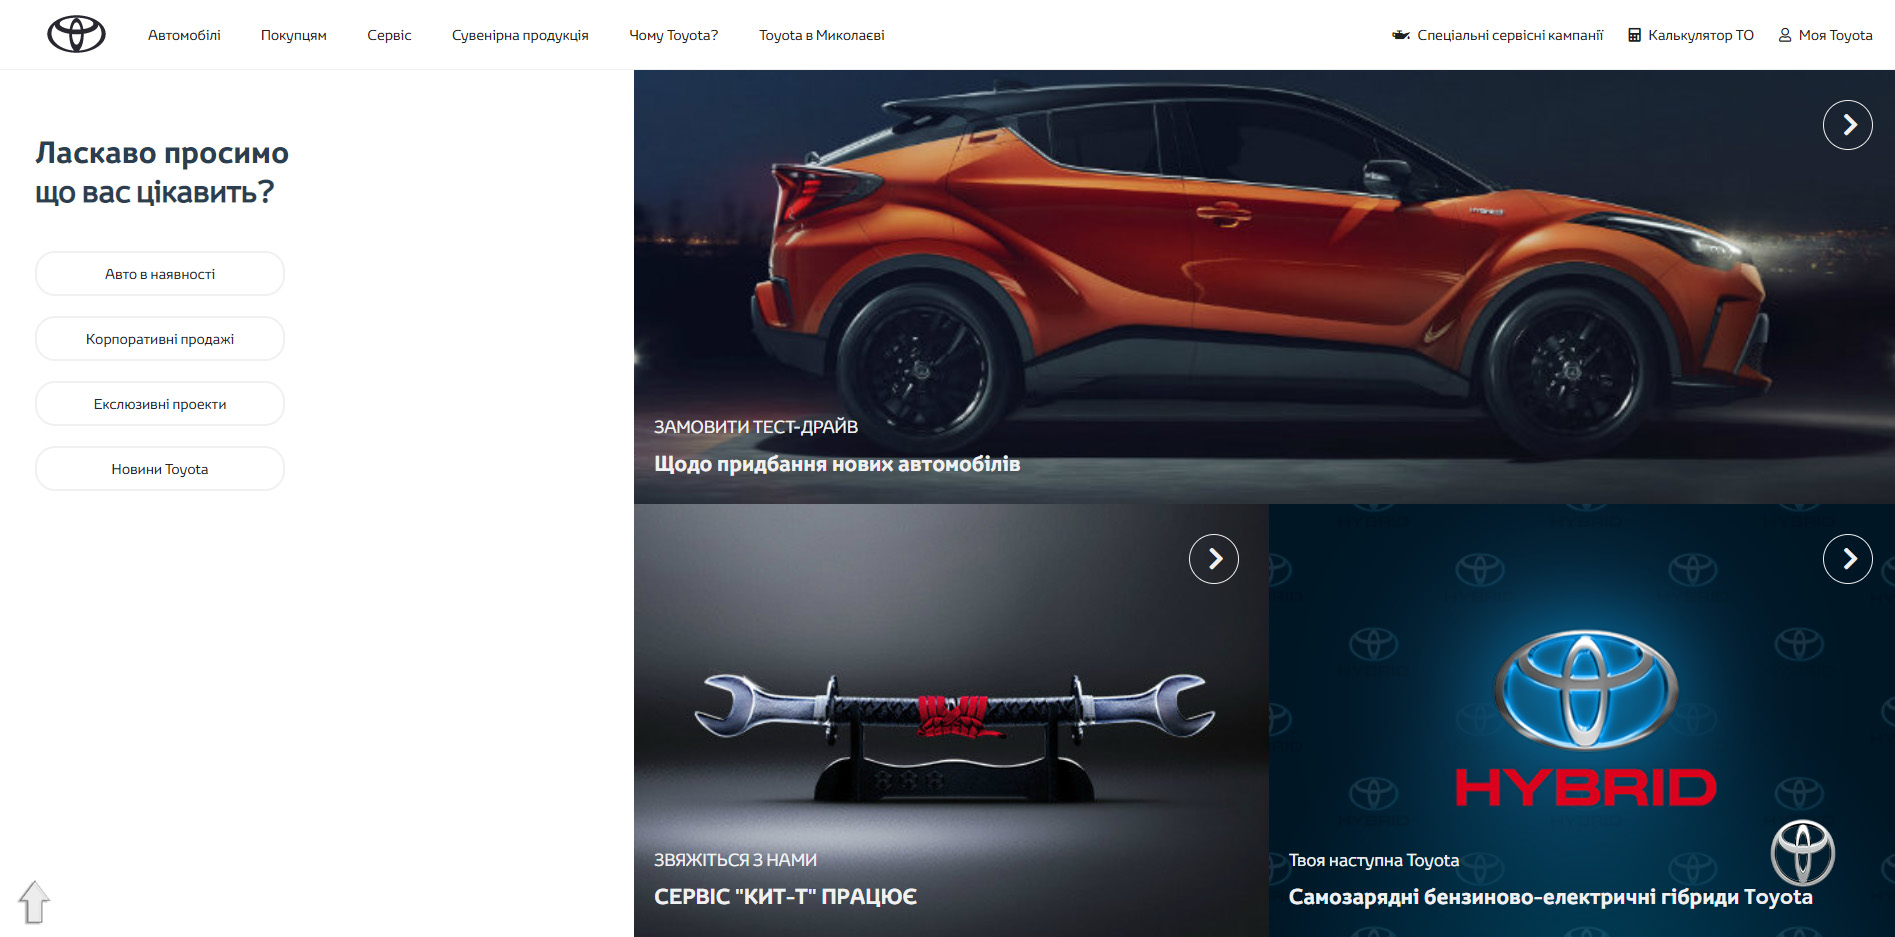 Автомобілі
Покупцям
Сервіс
Сувенірна продукція
Чому Toyota?
Toyota в Миколаєві
Спеціальні сервісні кампанії
Калькулятор ТО
Моя Toyota
Ласкаво просимо
що вас цікавить?
Авто в наявності
Корпоративні продажі
Екслюзивні проекти
Новини Toyota
HYBRID
ЗАМОВИТИ ТЕСТ-ДРАЙВ
Щодо придбання нових автомобілів
ЗВЯЖІТЬСЯ З НАМИ
СЕРВІС "КИТ-Т" ПРАЦЮЄ
HYBRID
Твоя наступна Toyota
Самозарядні бензиново-електричні гібриди Toyota